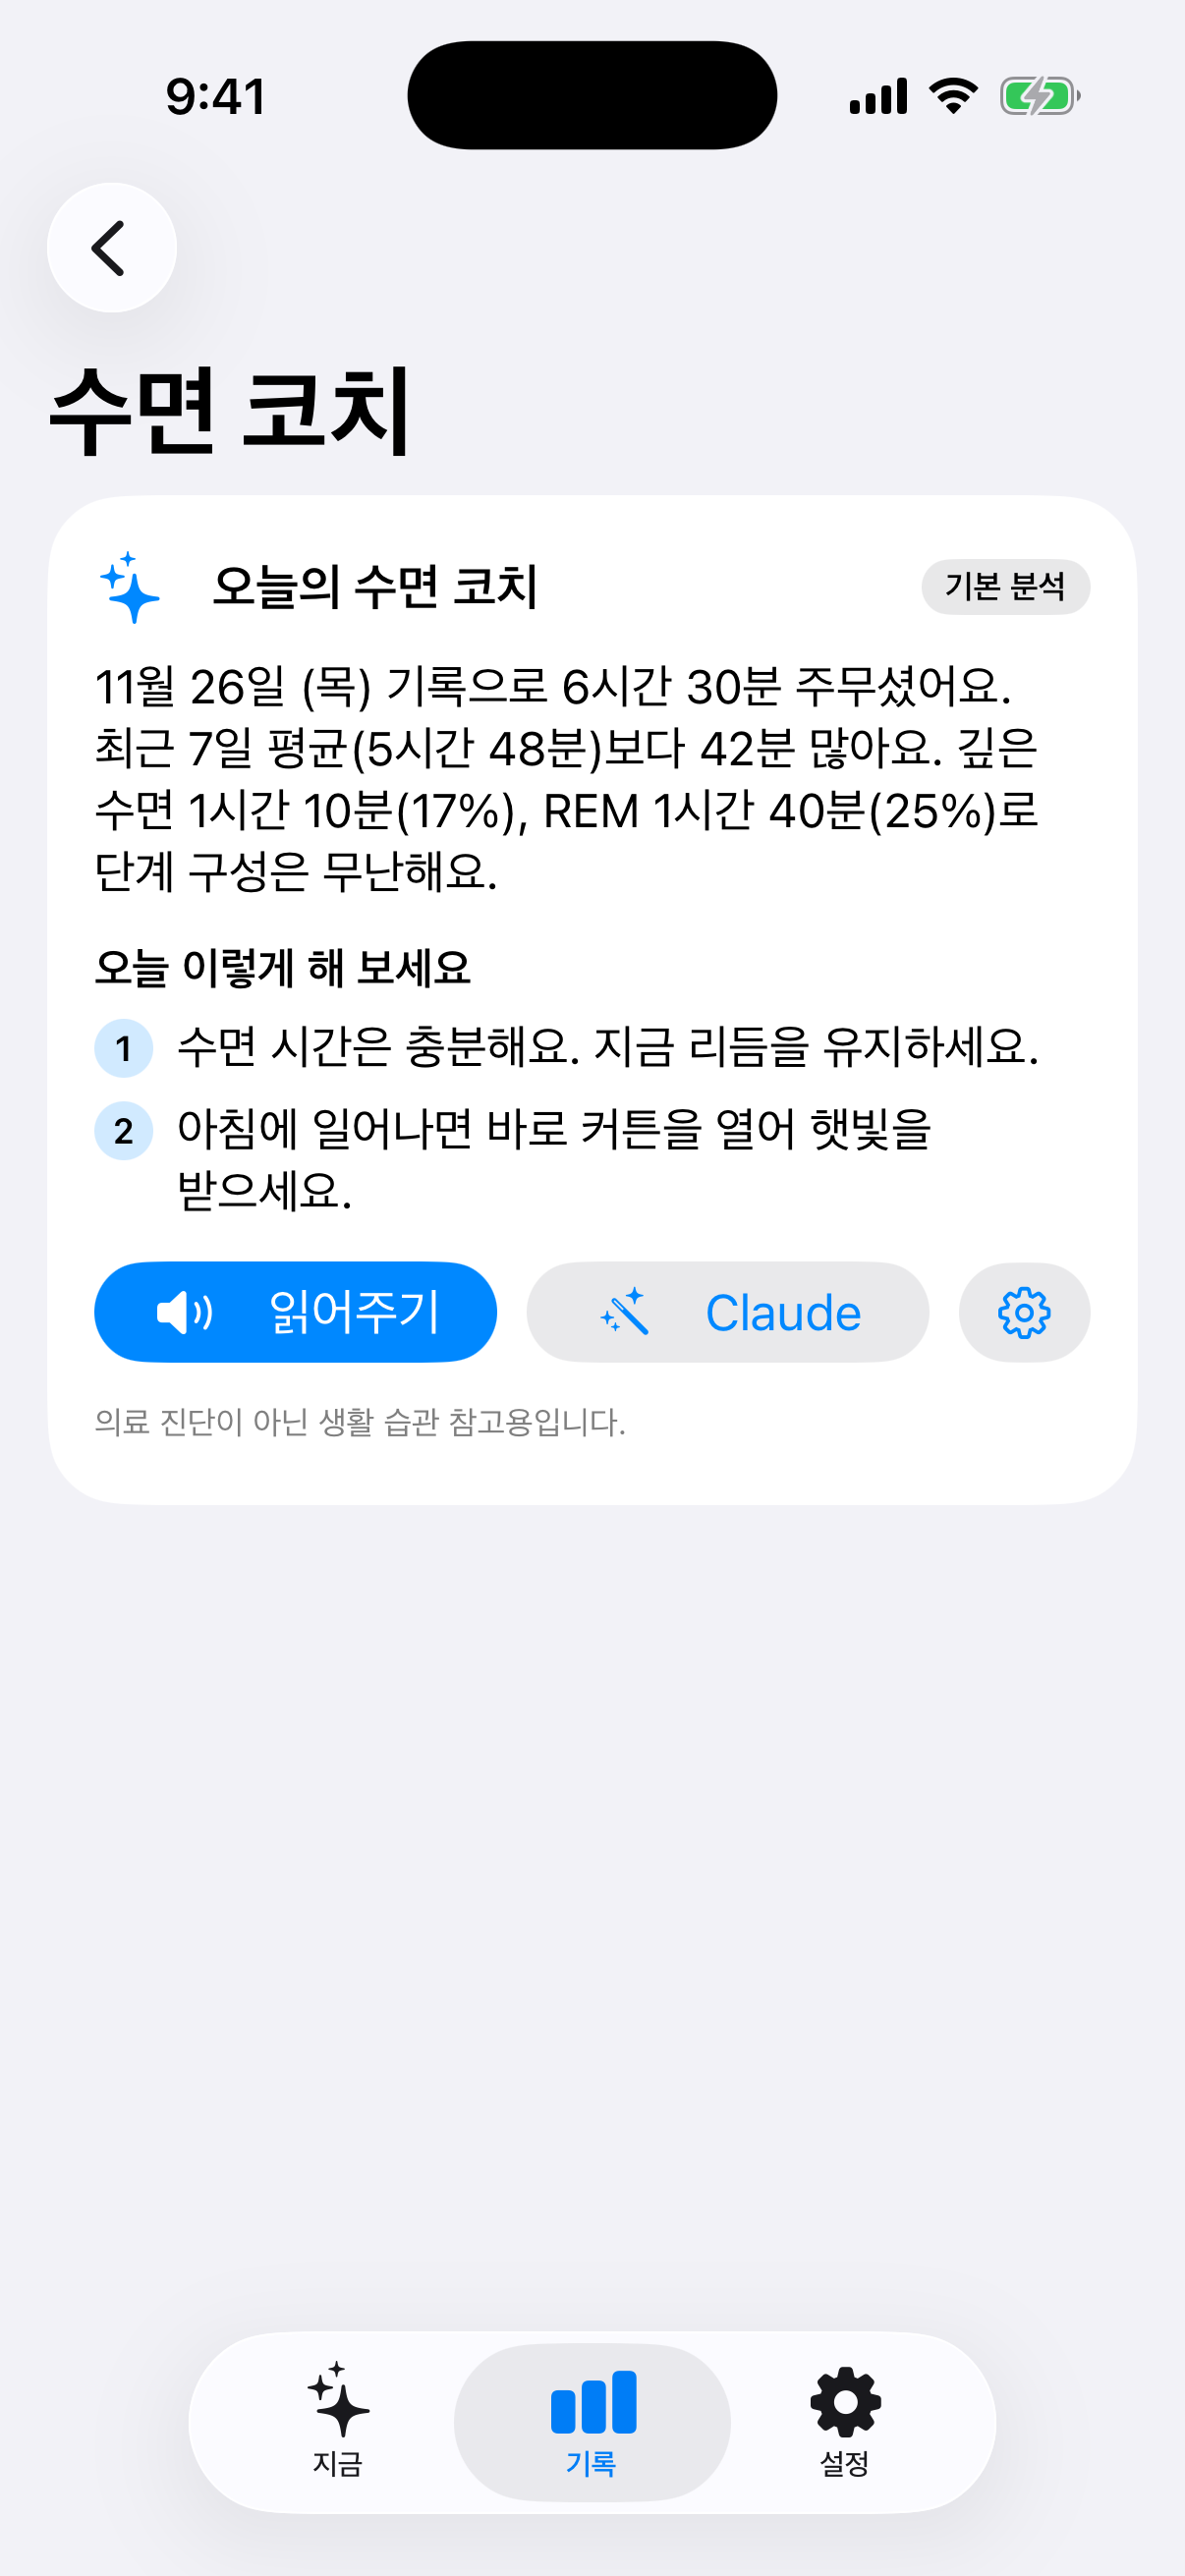 9:41
수면 코치
오늘의 수면 코치
기본 분석
11월 26일 (목) 기록으로 6시간 30분 주무셨어요.
최근 7일 평균(5시간 48분)보다 42분 많아요. 깊은
수면 1시간 10분(17%), REM 1시간 40분(25%)로
단계 구성은 무난해요.
오늘 이렇게 해 보세요
1 수면 시간은 충분해요. 지금 리듬을 유지하세요.
2 아침에 일어나면 바로 커튼을 열어 햇빛을
받으세요.
읽어주기
Claude
의료 진단이 아닌 생활 습관 참고용입니다.
지금
기록
설정